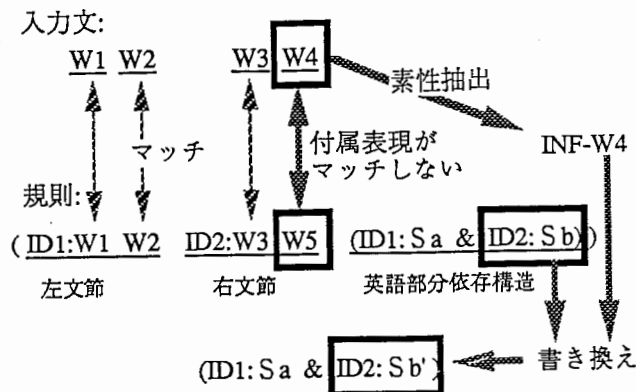 入力文:
W1 W2 W3 W4
素性抽出
マッチ
付属表現が
マッチしない
INF-W4
規則:
(ID1:W1 W2 ID2:W3 W5 (ID1: Sa & ID2: Sb))
左文節 右文節 英語部分依存構造
(ID1: Sa & ID2: Sb')
書き換え